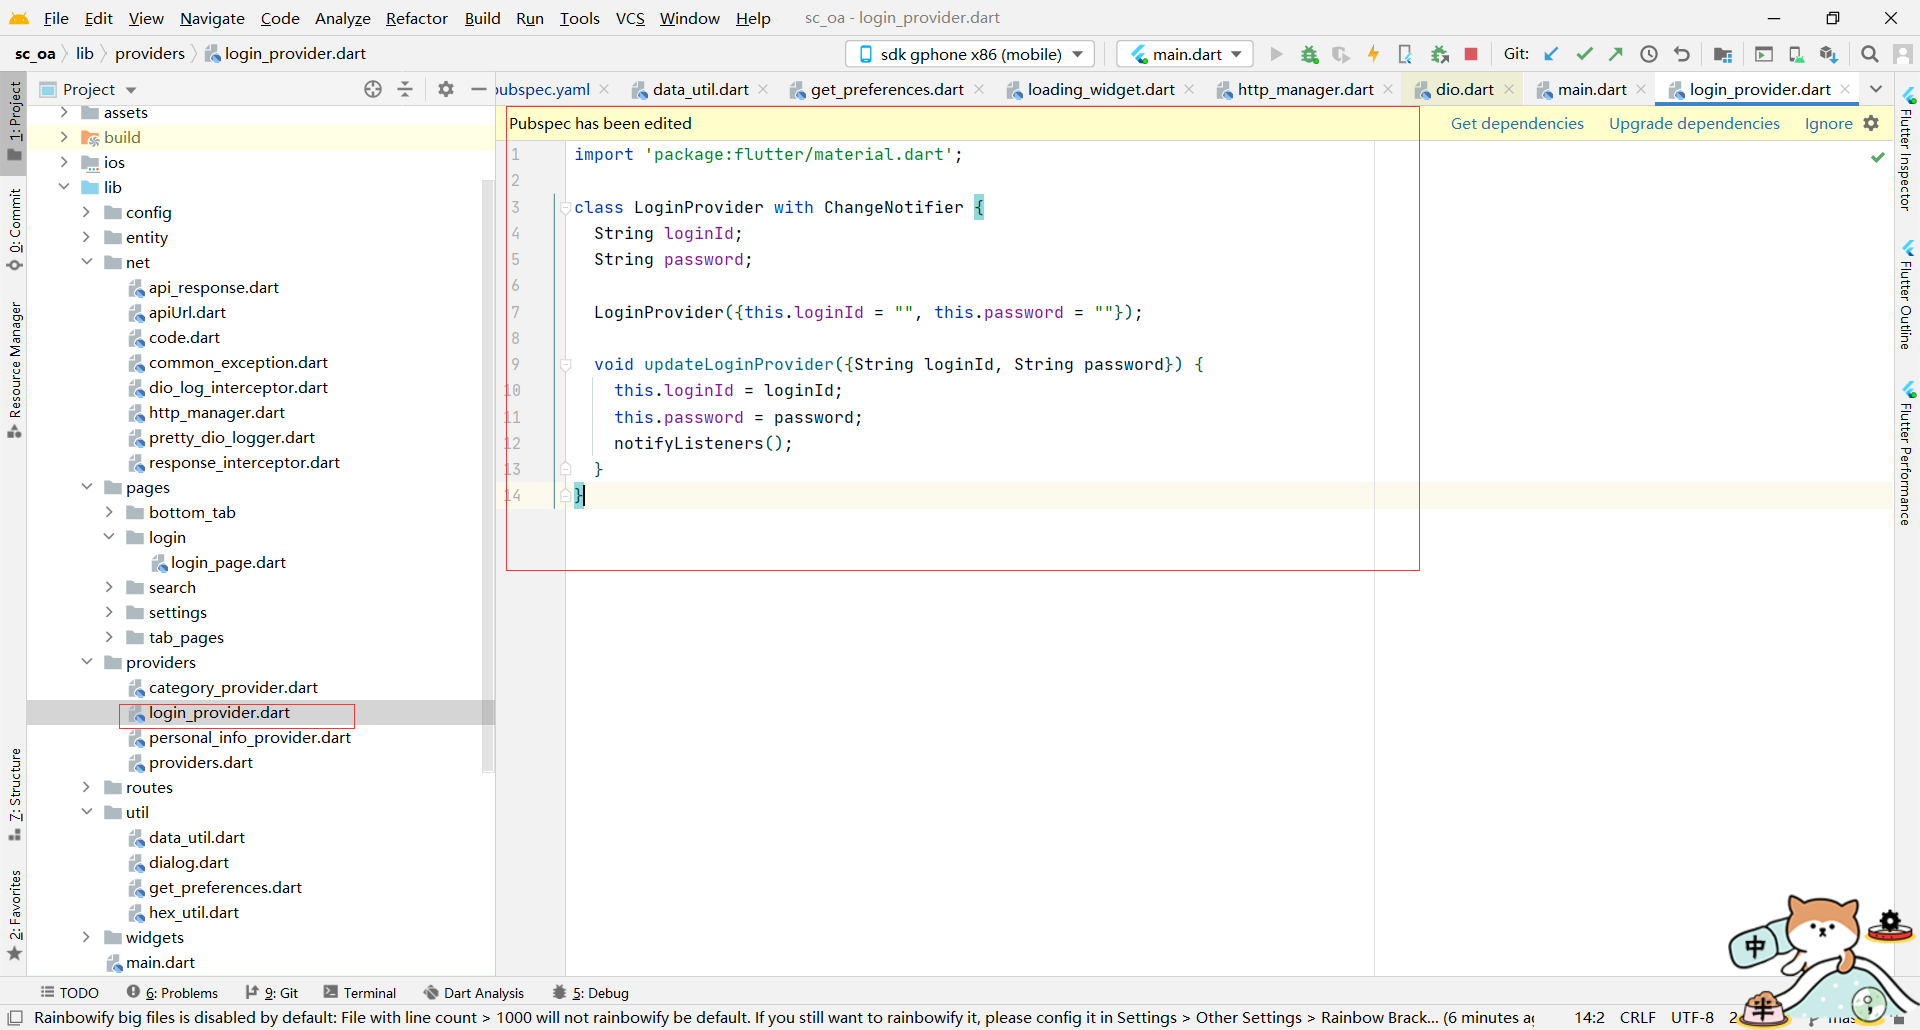 File Edit View Navigate Code Analyze Refactor Build Run Tools VCS Window Help sc_oa - login_provider.dart
sc_oa lib providers login_provider.dart sdk gphone x86 (mobile) main.dart Git:
Project
pubspec.yaml data_util.dart get_preferences.dart loading_widget.dart http_manager.dart dio.dart main.dart login_provider.dart
Pubspec has been edited Get dependencies Upgrade dependencies Ignore
1: Project
0: Commit
Resource Manager
7: Structure
2: Favorites
assets
build
ios
lib
config
entity
net
api_response.dart
apiUrl.dart
code.dart
common_exception.dart
dio_log_interceptor.dart
http_manager.dart
pretty_dio_logger.dart
response_interceptor.dart
pages
bottom_tab
login
login_page.dart
search
settings
tab_pages
providers
category_provider.dart
login_provider.dart
personal_info_provider.dart
providers.dart
routes
util
data_util.dart
dialog.dart
get_preferences.dart
hex_util.dart
widgets
main.dart
1 import 'package:flutter/material.dart';
2
3 class LoginProvider with ChangeNotifier {
4 String loginId;
5 String password;
6
7 LoginProvider({this.loginId = "", this.password = ""});
8
9 void updateLoginProvider({String loginId, String password}) {
10 this.loginId = loginId;
11 this.password = password;
12 notifyListeners();
13 }
14 }
Flutter Inspector
Flutter Outline
Flutter Performance
中
半
TODO 6: Problems 9: Git Terminal Dart Analysis 5: Debug
Rainbowify big files is disabled by default: File with line count > 1000 will not rainbowify be default. If you still want to rainbowify it, please config it in Settings > Other Settings > Rainbow Brack... (6 minutes ag 14:2 CRLF UTF-8 2